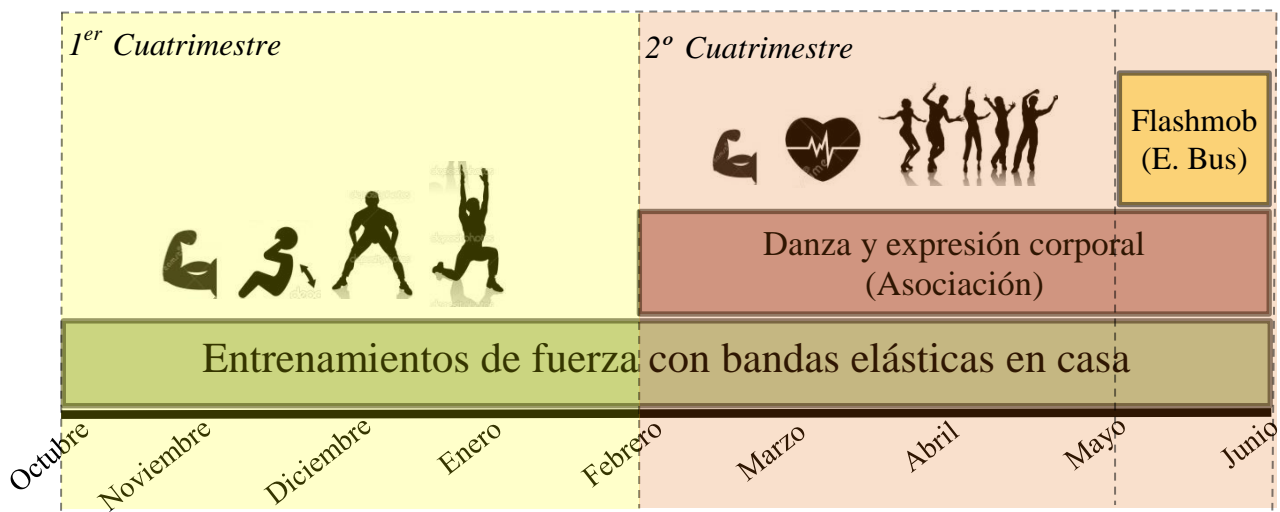 1er Cuatrimestre
2º Cuatrimestre
Flashmob
(E. Bus)
Danza y expresión corporal
(Asociación)
Entrenamientos de fuerza con bandas elásticas en casa
Octubre
Noviembre
Diciembre
Enero
Febrero
Marzo
Abril
Mayo
Junio